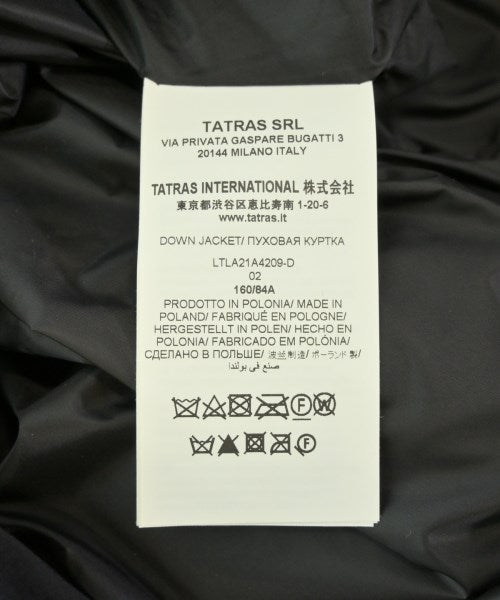 TATRAS SRL
VIA PRIVATA GASPARE BUGATTI 3
20144 MILANO ITALY
TATRAS INTERNATIONAL 株式会社
東京都渋谷区恵比寿南 1-20-6
www.tatras.it
DOWN JACKET/ ПУХОВАЯ КУРТКА
LTLA21A4209-D
02
160/84A
PRODOTTO IN POLONIA/ MADE IN
POLAND/ FABRIQUÉ EN POLOGNE/
HERGESTELLT IN POLEN/ HECHO EN
POLONIA/ FABRICADO EM POLÓNIA/
СДЕЛАНО В ПОЛЬШЕ/ 波兰制造/ ポーランド製/
صنع في بولندا/
F W
F